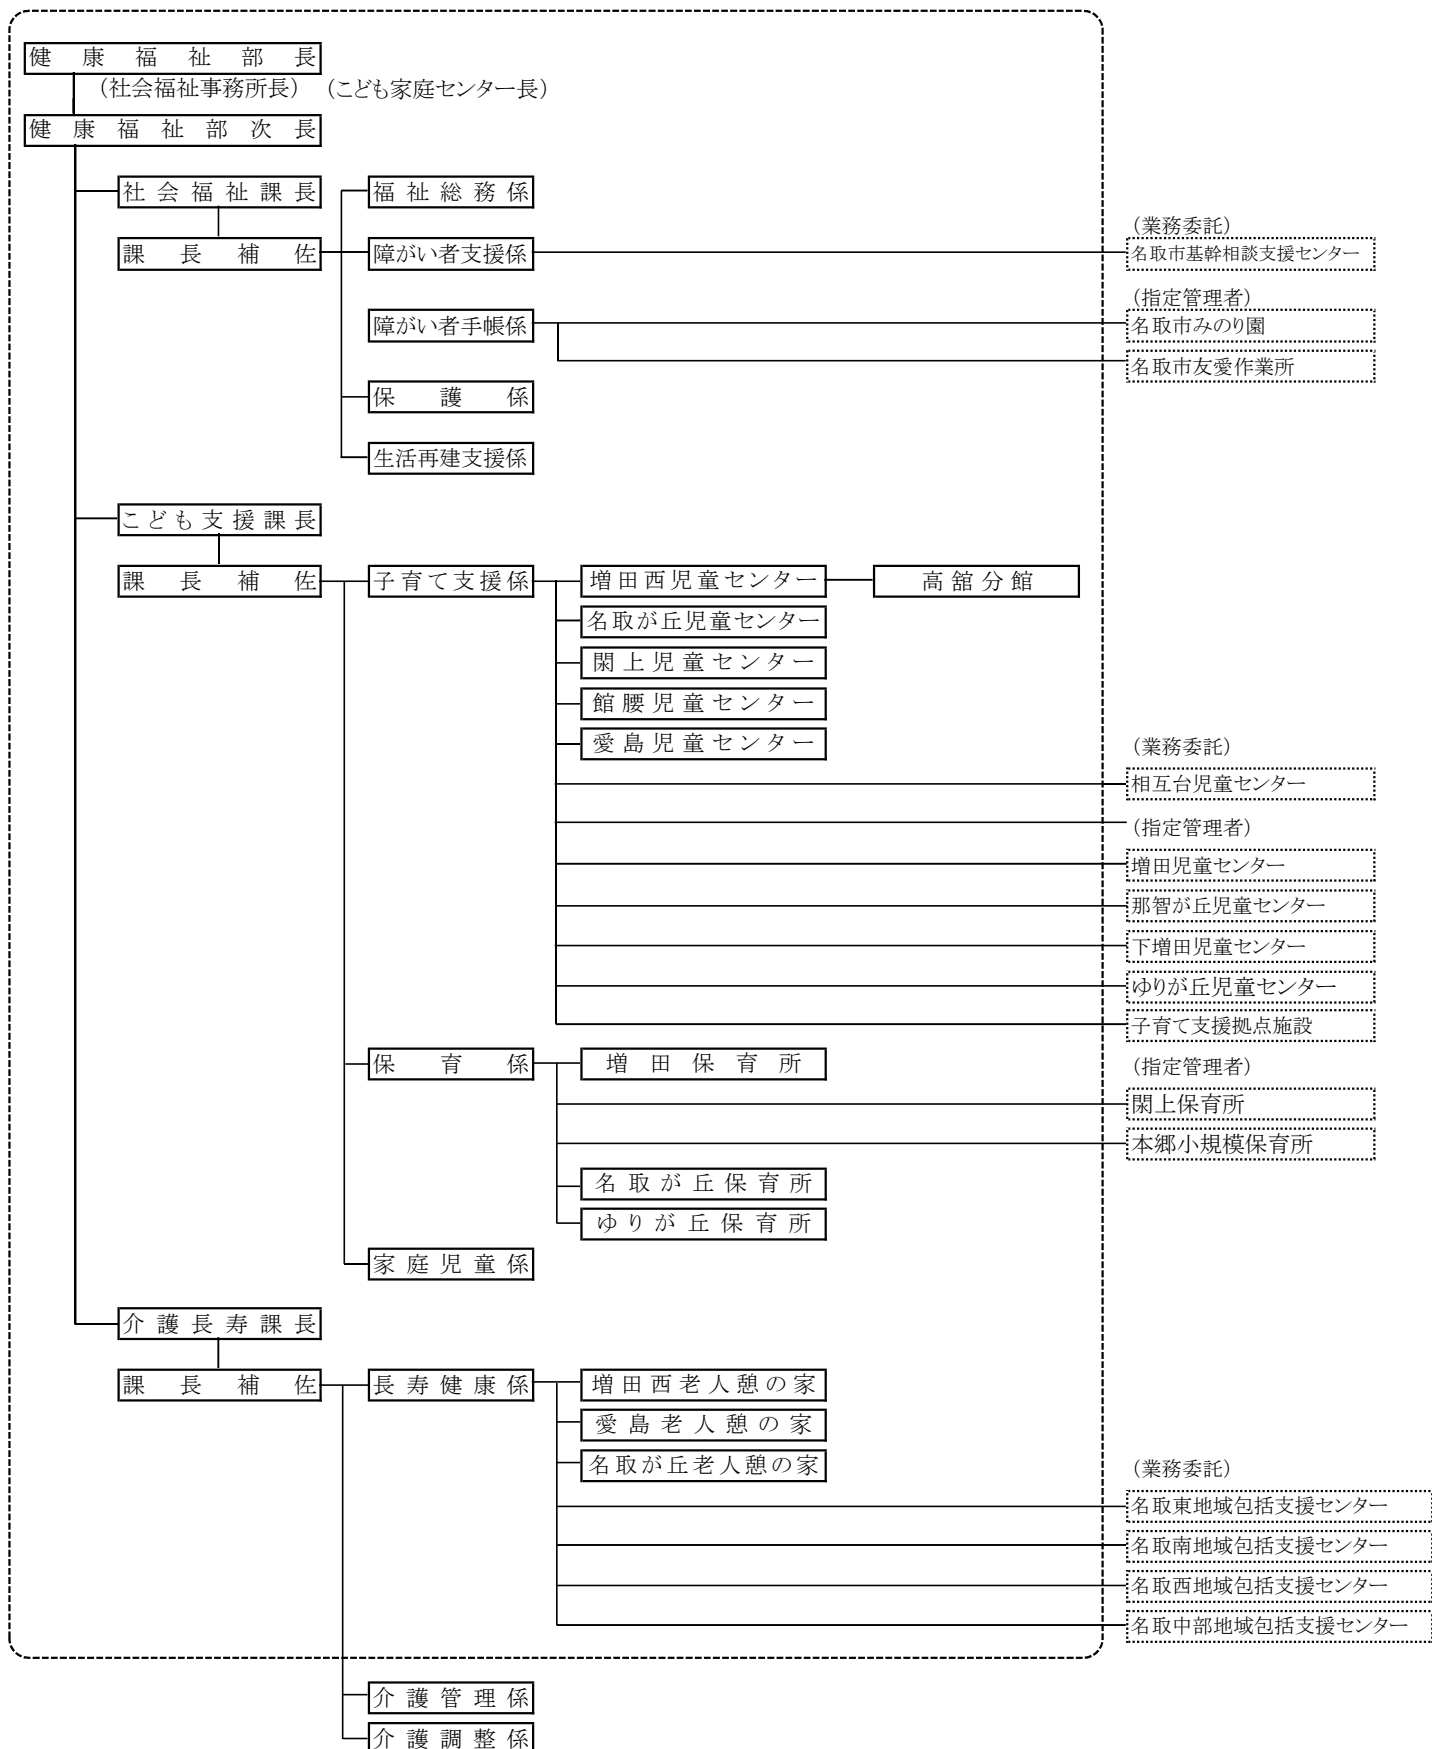 健康福祉部長
（社会福祉事務所長）（こども家庭センター長）
健康福祉部次長
社会福祉課長
福祉総務係
（業務委託）
課長補佐
障がい者支援係
名取市基幹相談支援センター
（指定管理者）
障がい者手帳係
名取市みのり園
名取市友愛作業所
保護係
生活再建支援係
こども支援課長
課長補佐
子育て支援係
増田西児童センター
高舘分館
名取が丘児童センター
閖上児童センター
館腰児童センター
愛島児童センター
（業務委託）
相互台児童センター
（指定管理者）
増田児童センター
那智が丘児童センター
下増田児童センター
ゆりが丘児童センター
子育て支援拠点施設
保育係
増田保育所
（指定管理者）
閖上保育所
本郷小規模保育所
名取が丘保育所
ゆりが丘保育所
家庭児童係
介護長寿課長
課長補佐
長寿健康係
増田西老人憩の家
愛島老人憩の家
名取が丘老人憩の家
（業務委託）
名取東地域包括支援センター
名取南地域包括支援センター
名取西地域包括支援センター
名取中部地域包括支援センター
介護管理係
介護調整係